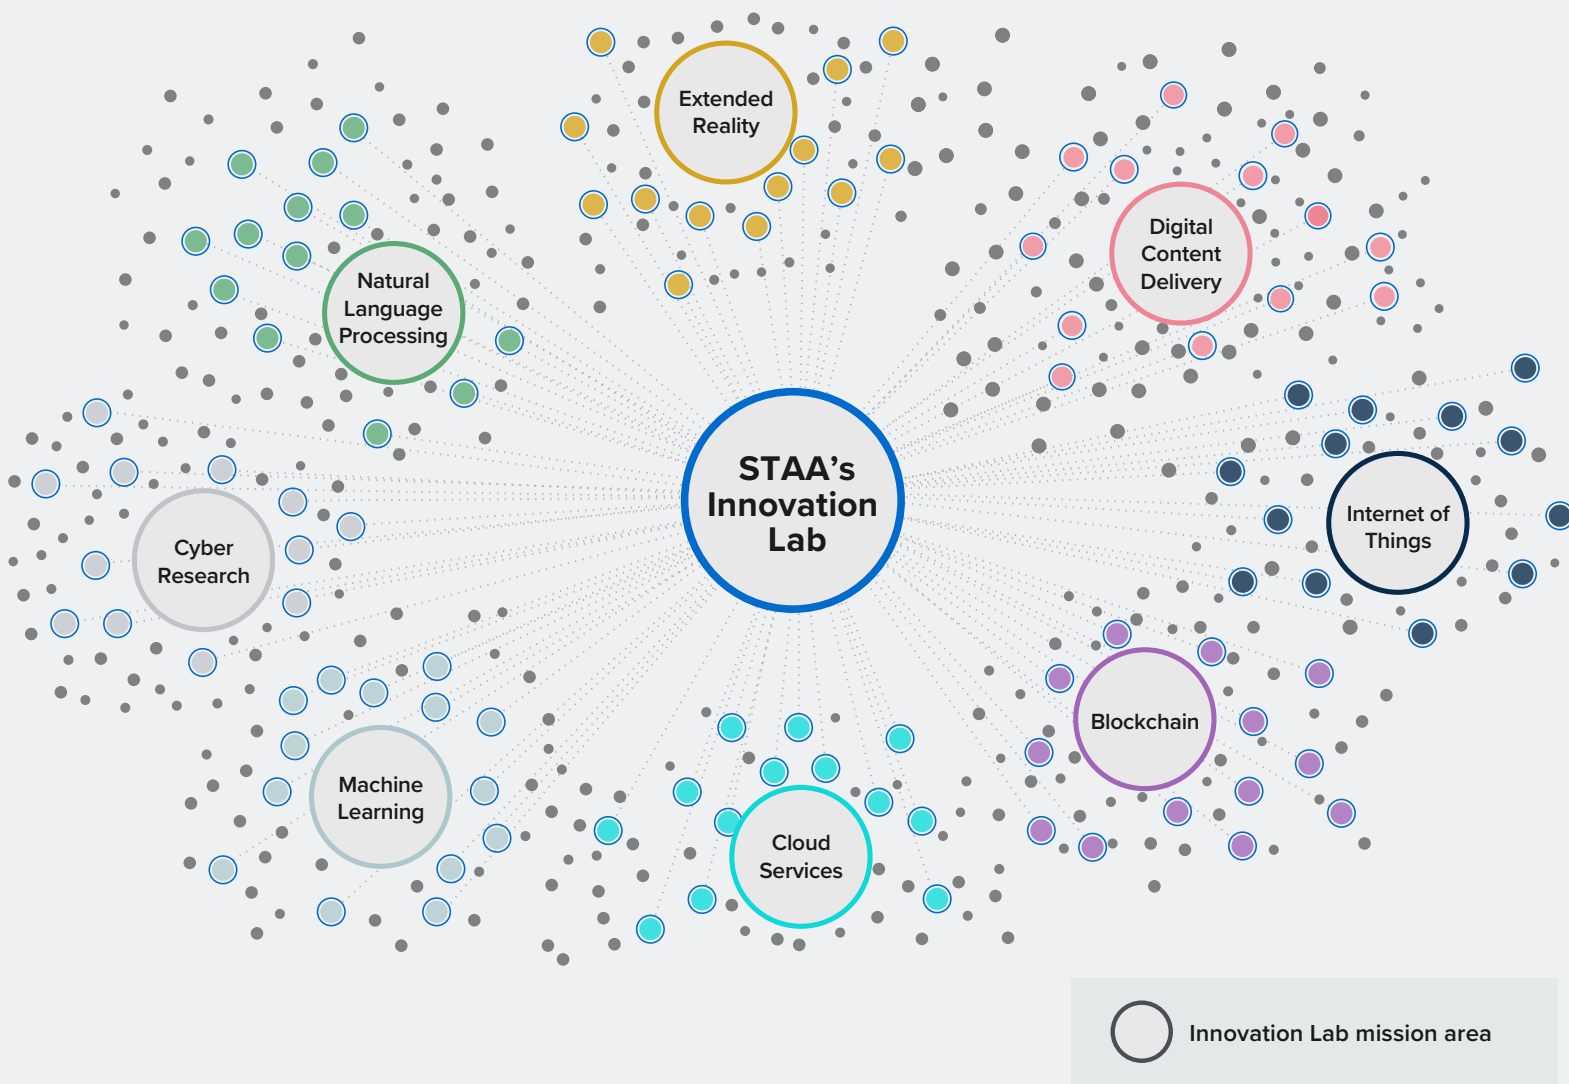 Extended
Reality
Natural
Language
Processing
Digital
Content
Delivery
STAA’s
Innovation
Lab
Cyber
Research
Internet of
Things
Machine
Learning
Cloud
Services
Blockchain
Innovation Lab mission area